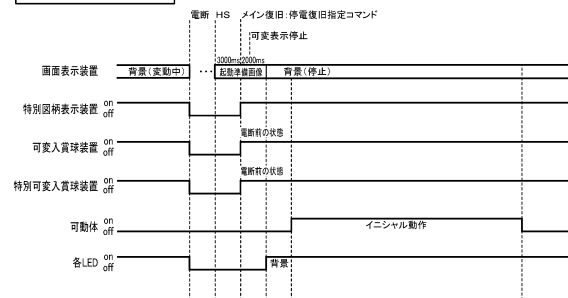 電断 HS メイン復旧:停電復旧指定コマンド
可変表示停止
3000ms 2000ms
画面表示装置 背景(変動中) ・・・ 起動準備画像 背景(停止)
特別図柄表示装置 on
off
電断前の状態
可変入賞球装置 on
off
電断前の状態
特別可変入賞球装置 on
off
可動体 on
off
イニシャル動作
各LED on
off
背景